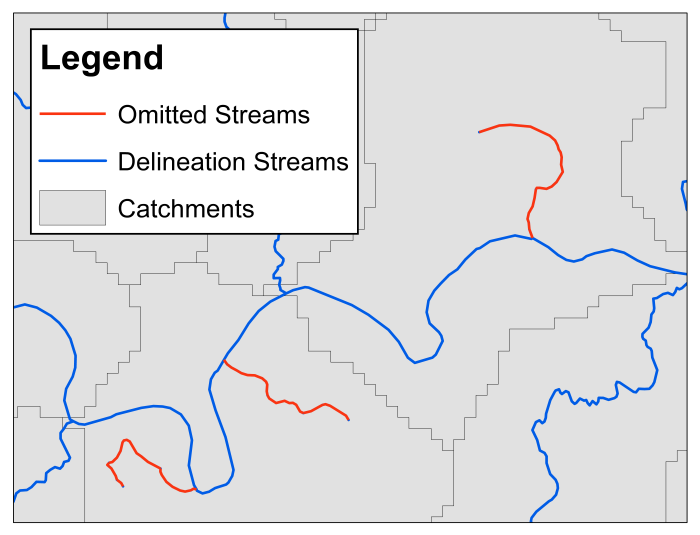 Legend
Omitted Streams
Delineation Streams
Catchments